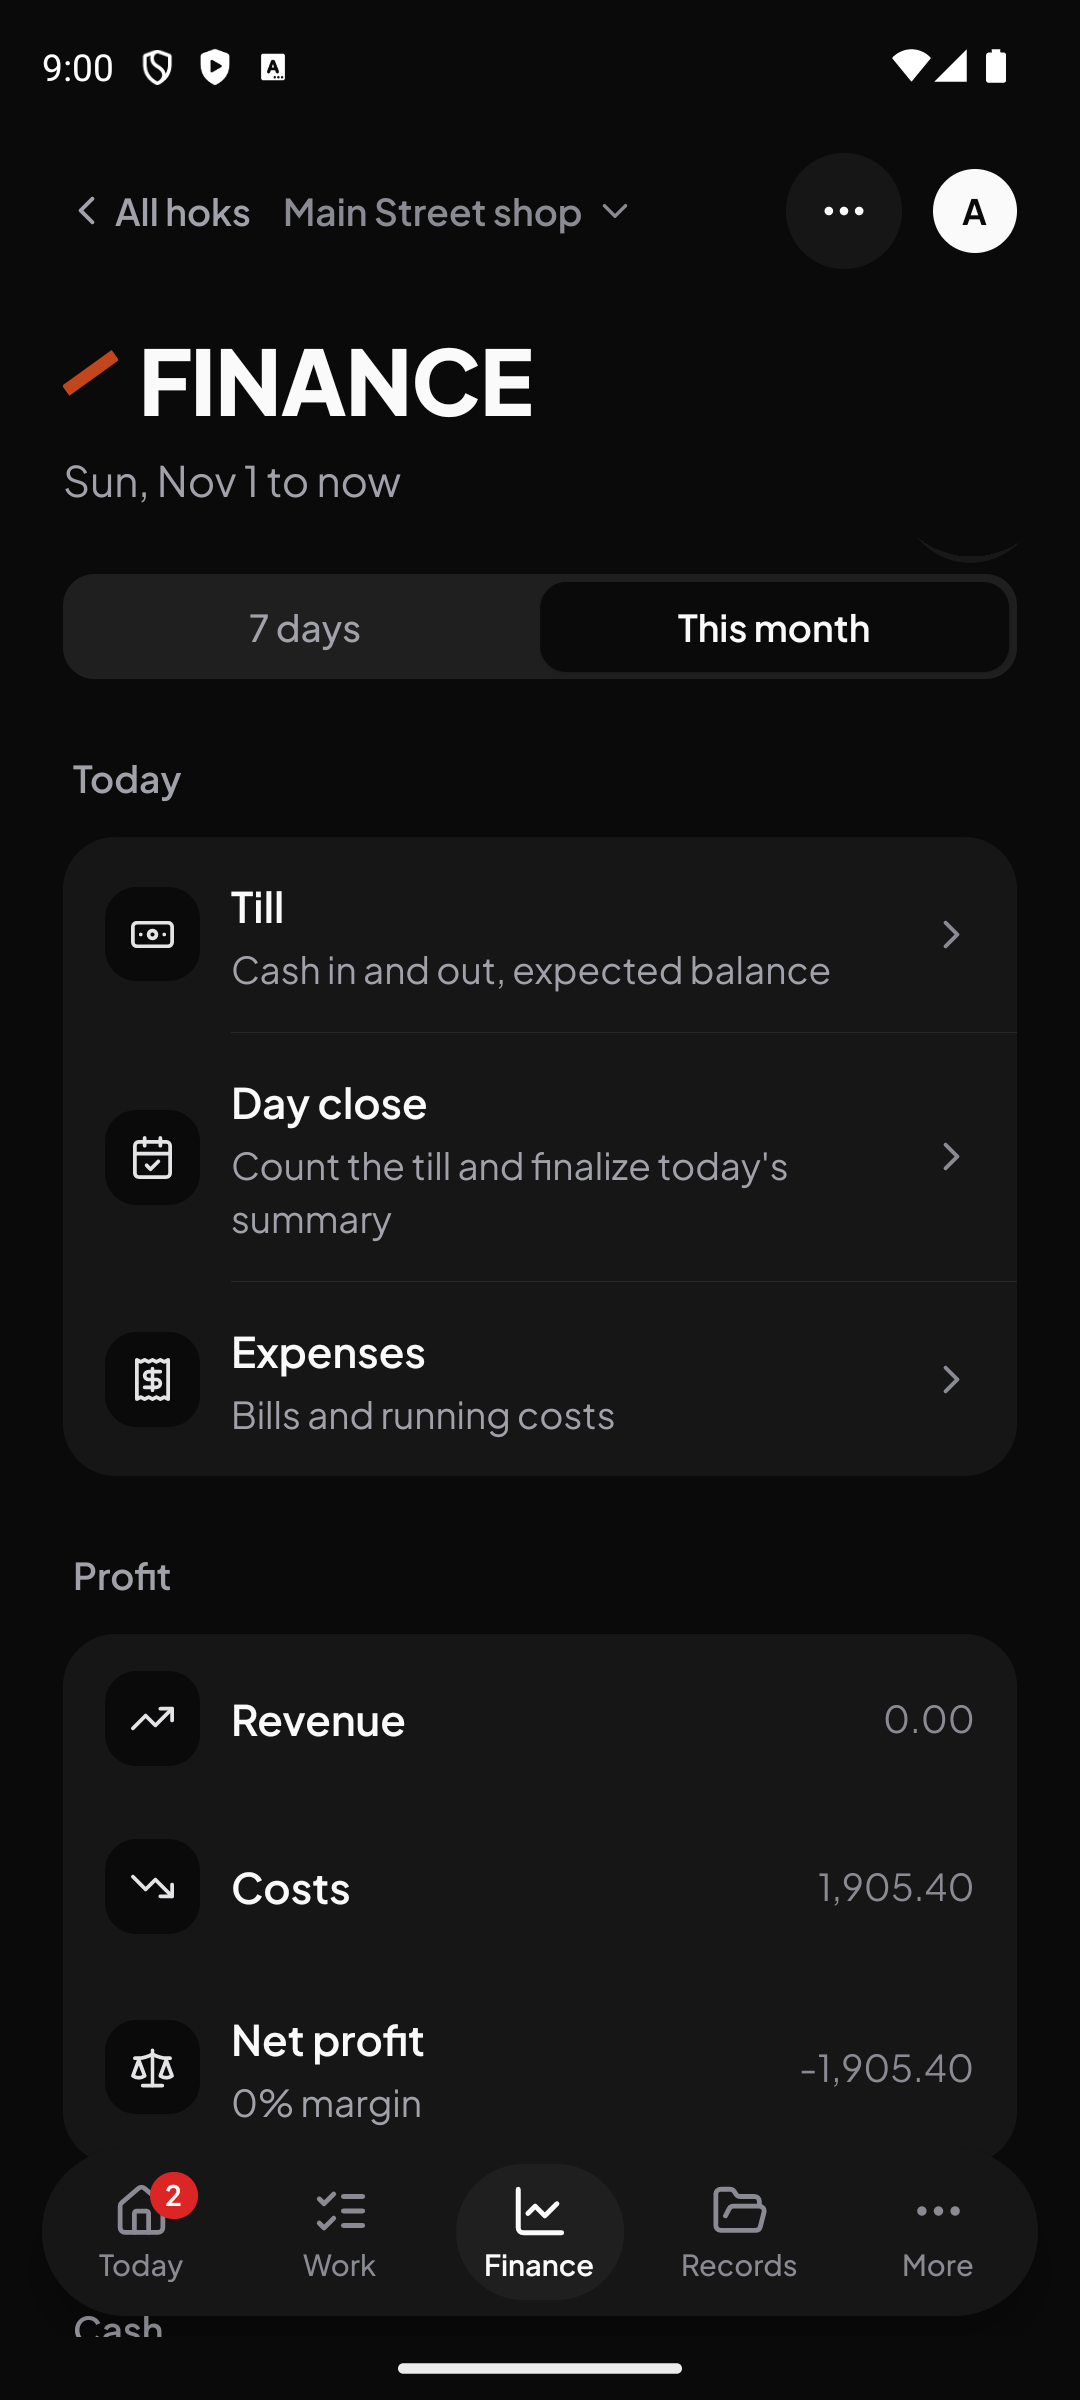 9:00
All hoks Main Street shop
A
FINANCE
Sun, Nov 1 to now
7 days This month
Today
Till
Cash in and out, expected balance
Day close
Count the till and finalize today's
summary
Expenses
Bills and running costs
Profit
Revenue 0.00
Costs 1,905.40
Net profit
0% margin
-1,905.40
2
Today Work Finance Records More
Cash